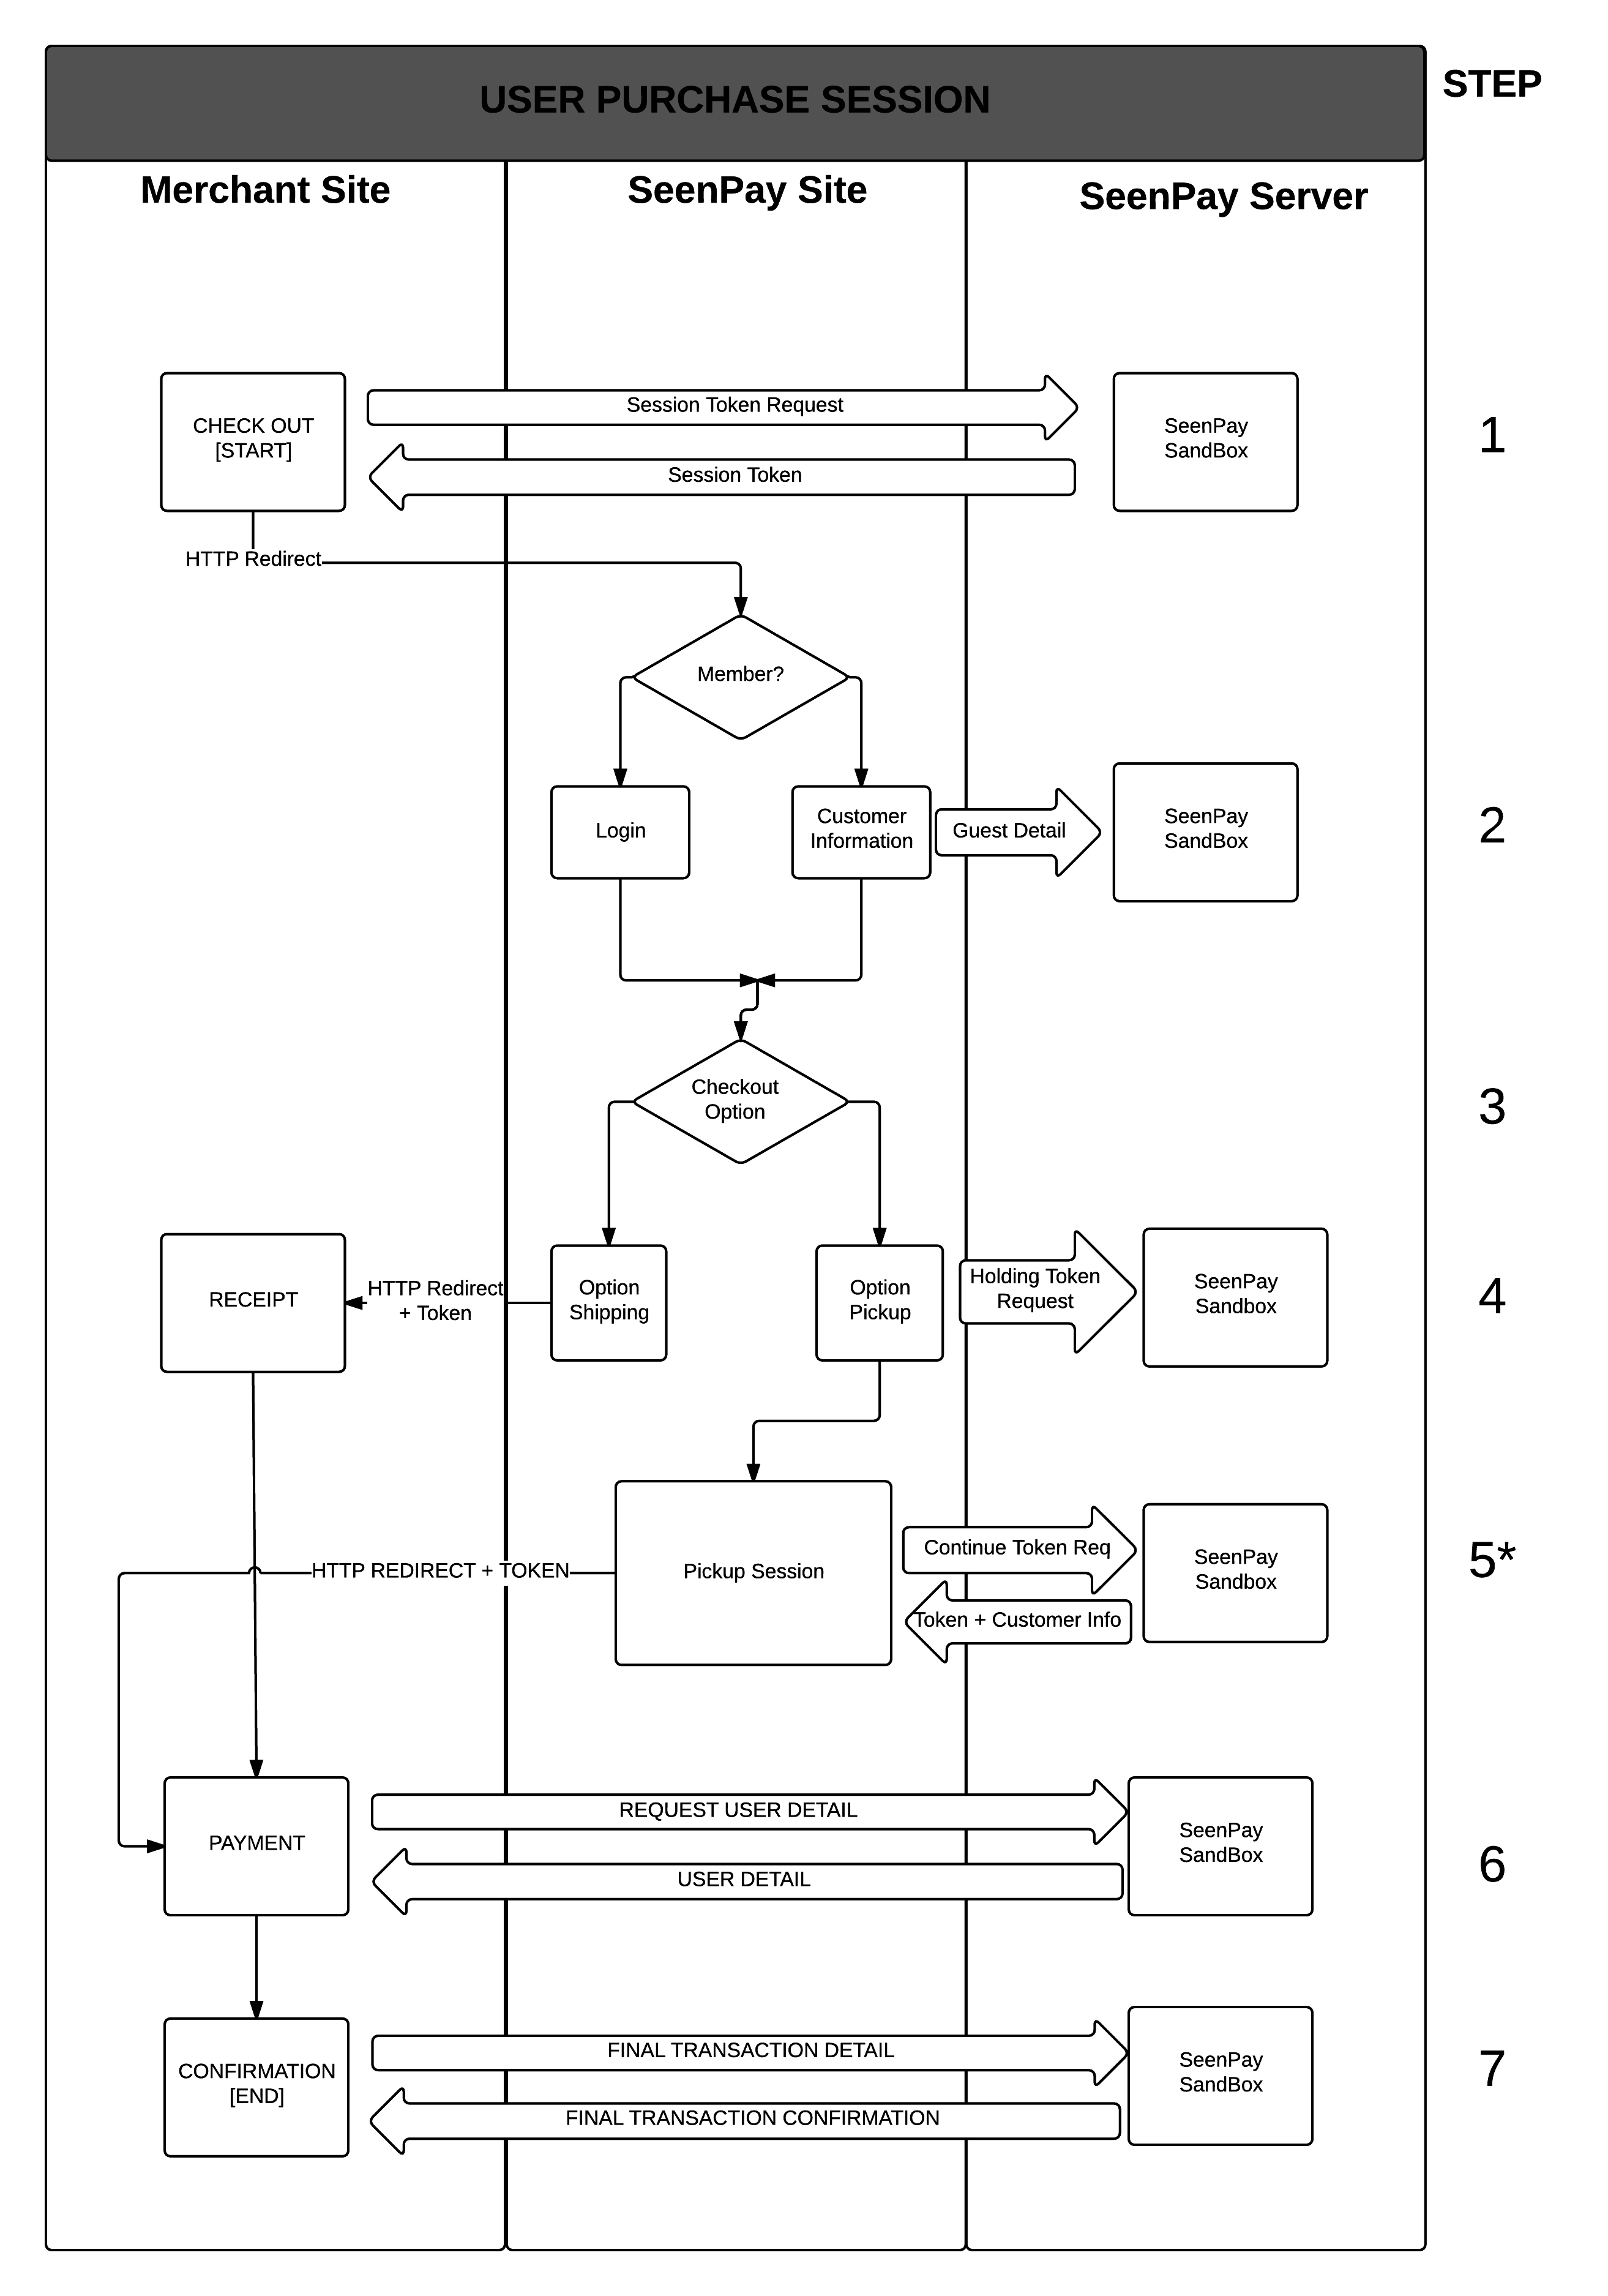 USER PURCHASE SESSION
STEP
Merchant Site
SeenPay Site
SeenPay Server
CHECK OUT
[START]
Session Token Request
Session Token
SeenPay
SandBox
1
HTTP Redirect
Member?
Login
Customer
Information
Guest Detail
SeenPay
SandBox
2
Checkout
Option
3
RECEIPT
HTTP Redirect
+ Token
Option
Shipping
Option
Pickup
Holding Token
Request
SeenPay
Sandbox
4
HTTP REDIRECT + TOKEN
Pickup Session
Continue Token Req
Token + Customer Info
SeenPay
Sandbox
5*
PAYMENT
REQUEST USER DETAIL
USER DETAIL
SeenPay
SandBox
6
CONFIRMATION
[END]
FINAL TRANSACTION DETAIL
FINAL TRANSACTION CONFIRMATION
SeenPay
SandBox
7